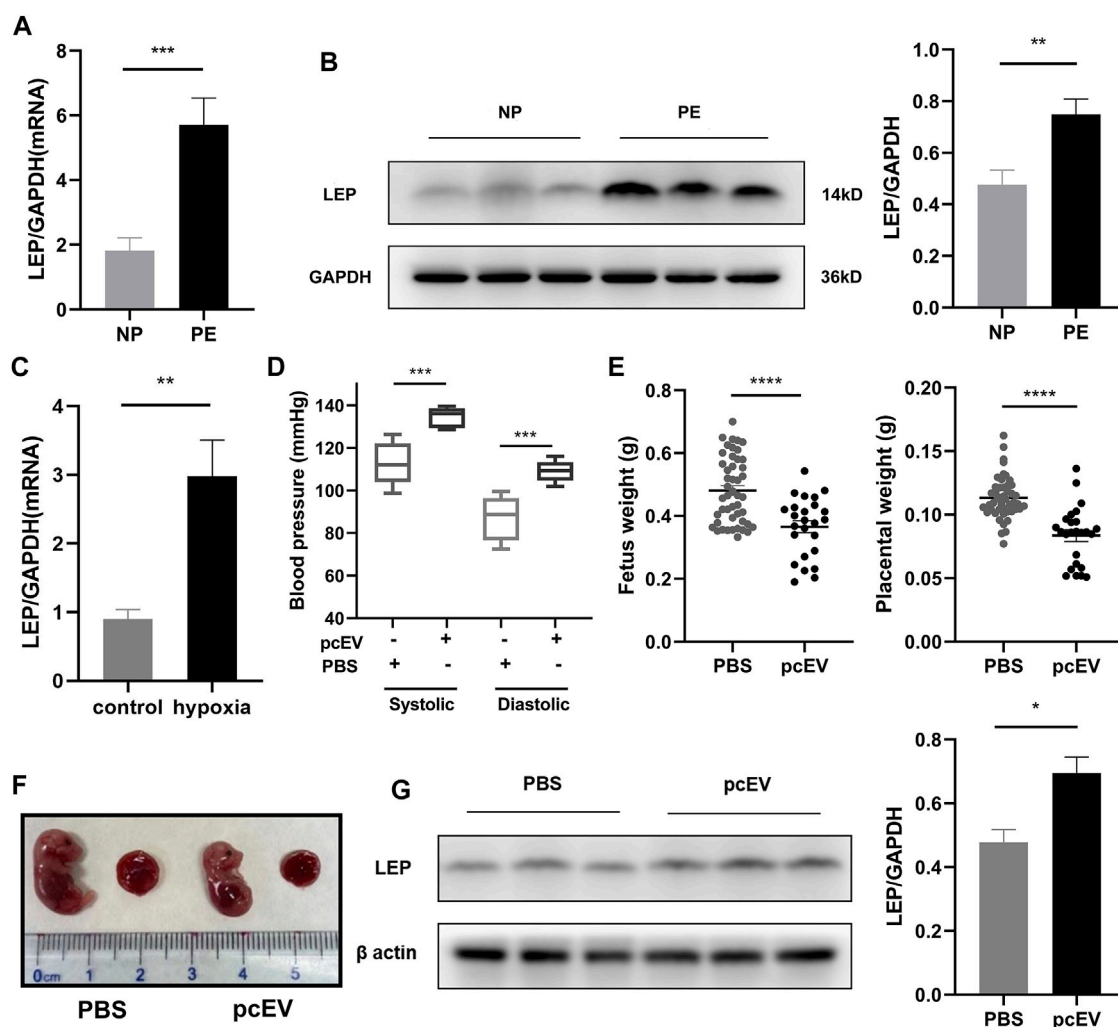 A
LEP/GAPDH(mRNA)
8
6
4
2
0
***
NP
PE
B
NP
PE
LEP
14kD
GAPDH
36kD
LEP/GAPDH
1.0
0.8
0.6
0.4
0.2
0.0
**
NP
PE
C
LEP/GAPDH(mRNA)
4
3
2
1
0
**
control
hypoxia
D
Blood pressure (mmHg)
140
120
100
80
60
40
***
***
pcEV - + - +
PBS + - + -
Systolic
Diastolic
E
Fetus weight (g)
0.8
0.6
0.4
0.2
0.0
****
PBS
pcEV
Placental weight (g)
0.20
0.15
0.10
0.05
0.00
****
PBS
pcEV
F
0cm 1 2 3 4 5
PBS
pcEV
G
PBS
pcEV
LEP
β actin
LEP/GAPDH
0.8
0.6
0.4
0.2
0.0
*
PBS
pcEV